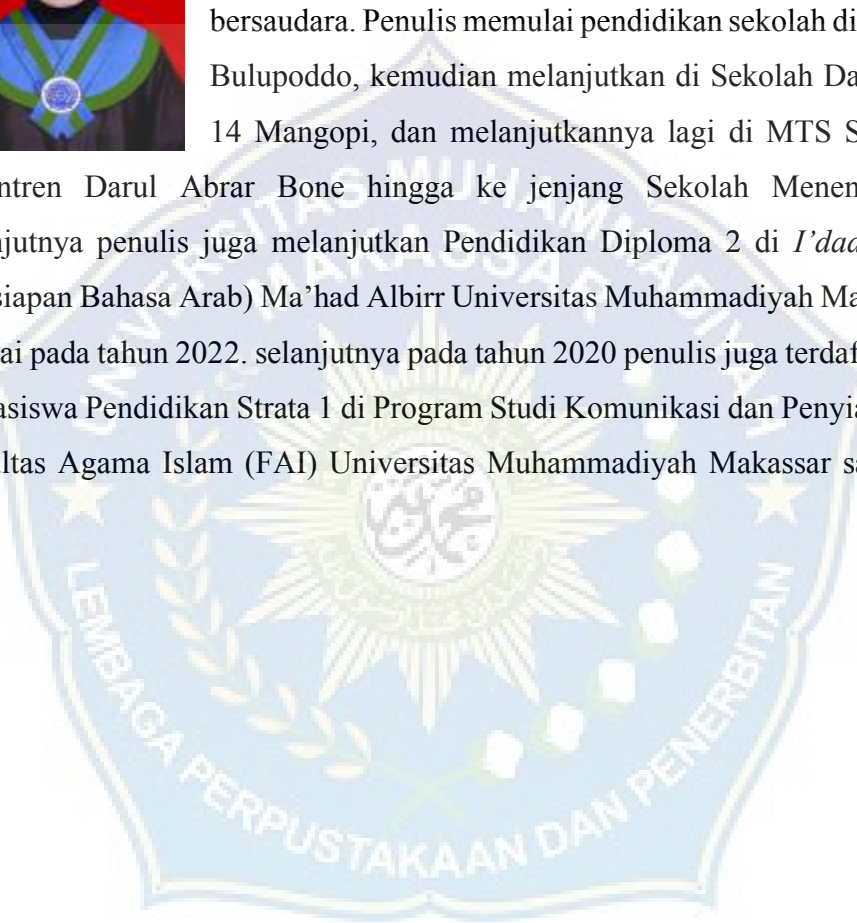 bersaudara. Penulis memulai pendidikan sekolah di
Bulupoddo, kemudian melanjutkan di Sekolah Da
14 Mangopi, dan melanjutkannya lagi di MTS S
ntren Darul Abrar Bone hingga ke jenjang Sekolah Menen
jutnya penulis juga melanjutkan Pendidikan Diploma 2 di I’dad
siapan Bahasa Arab) Ma’had Albirr Universitas Muhammadiyah Ma
ai pada tahun 2022. selanjutnya pada tahun 2020 penulis juga terdaf
asiswa Pendidikan Strata 1 di Program Studi Komunikasi dan Penyia
ltas Agama Islam (FAI) Universitas Muhammadiyah Makassar sa
UNIVERSITAS MUHAMMADIYAH
MAKASSAR
LEMBAGA PERPUSTAKAAN DAN PENERBITAN